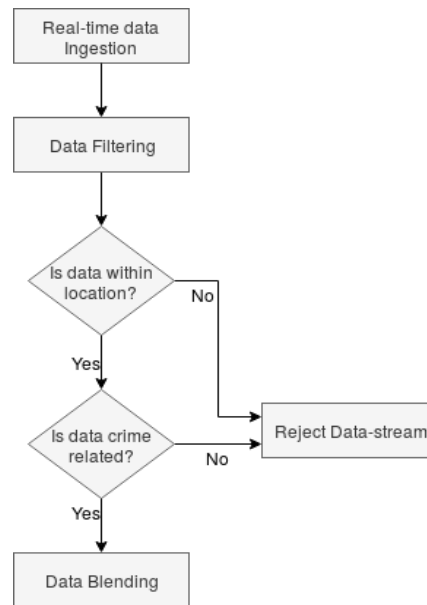 Real-time data
Ingestion
Data Filtering
Is data within
location?
No
Yes
Is data crime
related?
No
Reject Data-stream
Yes
Data Blending